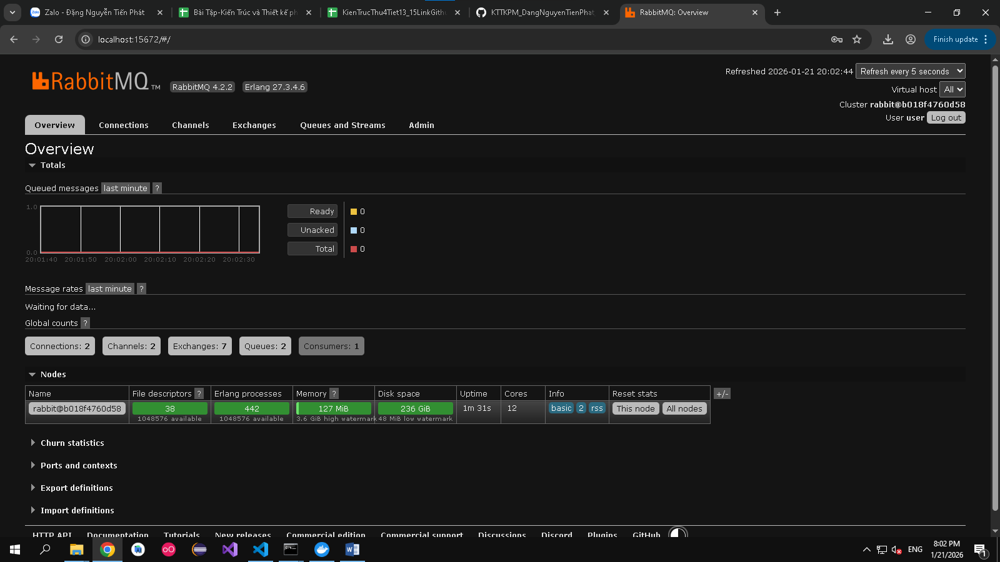 Zalo - Đặng Nguyễn Tiến Phát
Bài Tập-Kiến Trúc và Thiết kế ph
KienTrucThu4Tiet13_15LinkGithu
KTTKPM_DangNguyenTienPhat
RabbitMQ: Overview
localhost:15672/#/
Finish update
RabbitMQ TM
RabbitMQ 4.2.2
Erlang 27.3.4.6
Refreshed 2026-01-21 20:02:44
Refresh every 5 seconds
Virtual host All
Cluster rabbit@b018f4760d58
User user Log out
Overview
Connections
Channels
Exchanges
Queues and Streams
Admin
Overview
Totals
Queued messages last minute ?
1.0
0.0
20:01:40 20:01:50 20:02:00 20:02:10 20:02:20 20:02:30
Ready 0
Unacked 0
Total 0
Message rates last minute ?
Waiting for data...
Global counts ?
Connections: 2
Channels: 2
Exchanges: 7
Queues: 2
Consumers: 1
Nodes
Name File descriptors ? Erlang processes Memory ? Disk space Uptime Cores Info Reset stats +/-
rabbit@b018f4760d58 38 442 127 MiB 236 GiB 1m 31s 12 basic 2 rss This node All nodes
1048576 available 1048576 available 3.6 GiB high watermark 48 MiB low watermark
Churn statistics
Ports and contexts
Export definitions
Import definitions
HTTP API Documentation Tutorials New releases Commercial edition Commercial support Discussions Discord Plugins GitHub
ENG
8:02 PM
1/21/2026
1